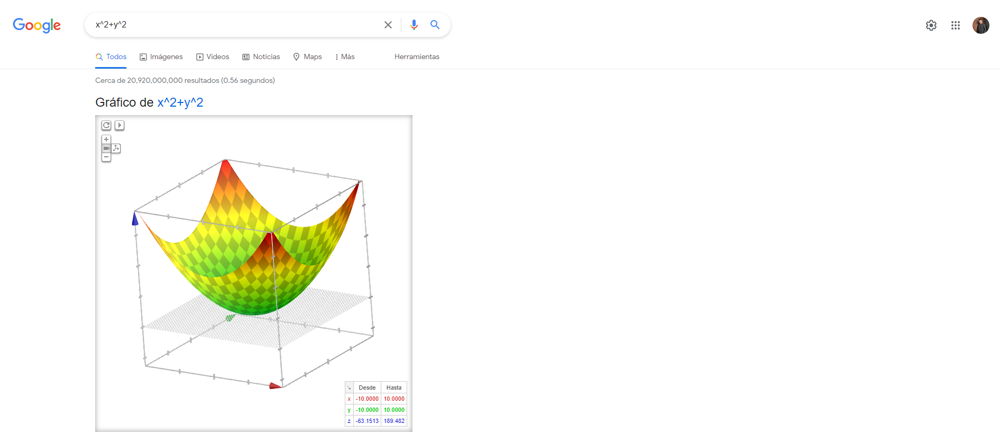 Google
x^2+y^2
Todos Imágenes Videos Noticias Maps Más Herramientas
Cerca de 20,920,000,000 resultados (0.56 segundos)
Gráfico de x^2+y^2
Desde Hasta
x -10.0000 10.0000
y -10.0000 10.0000
z -63.1513 189.482